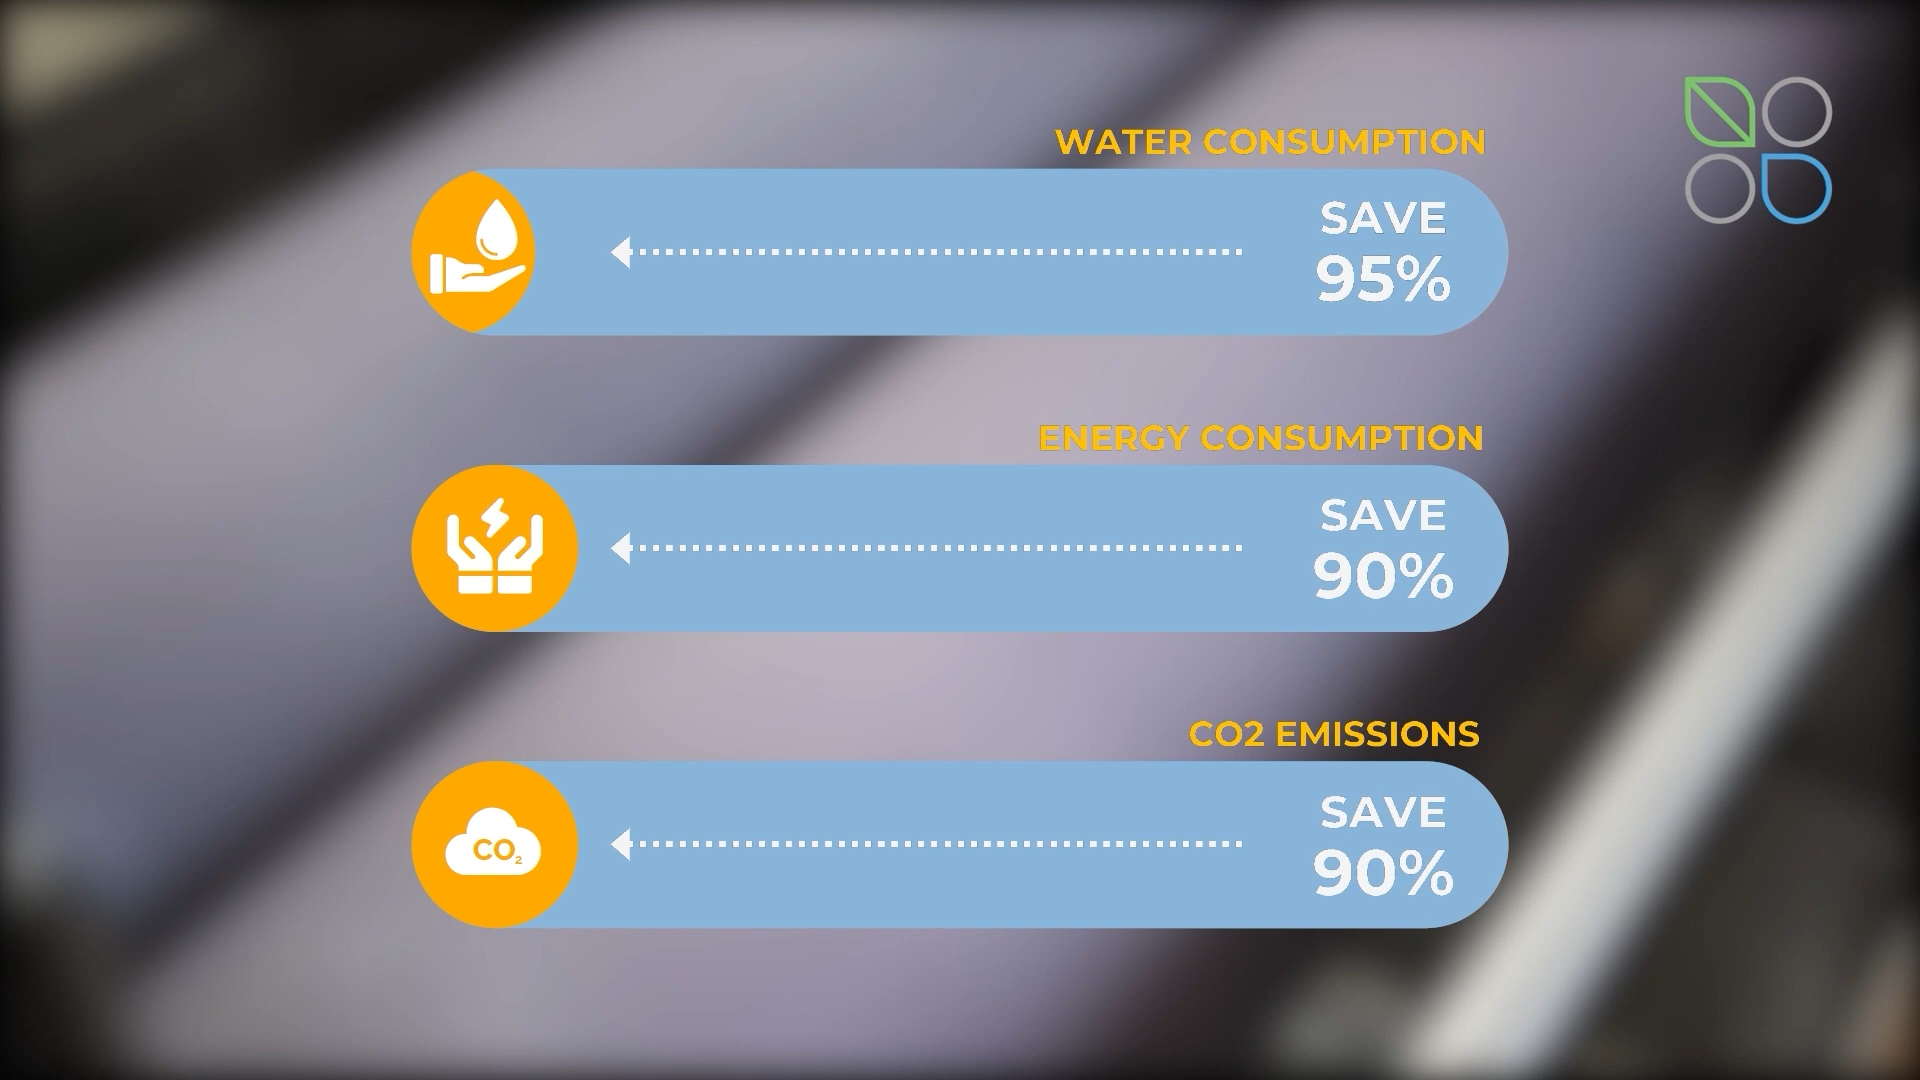 WATER CONSUMPTION
SAVE
95%
ENERGY CONSUMPTION
SAVE
90%
CO2 EMISSIONS
CO₂
SAVE
90%